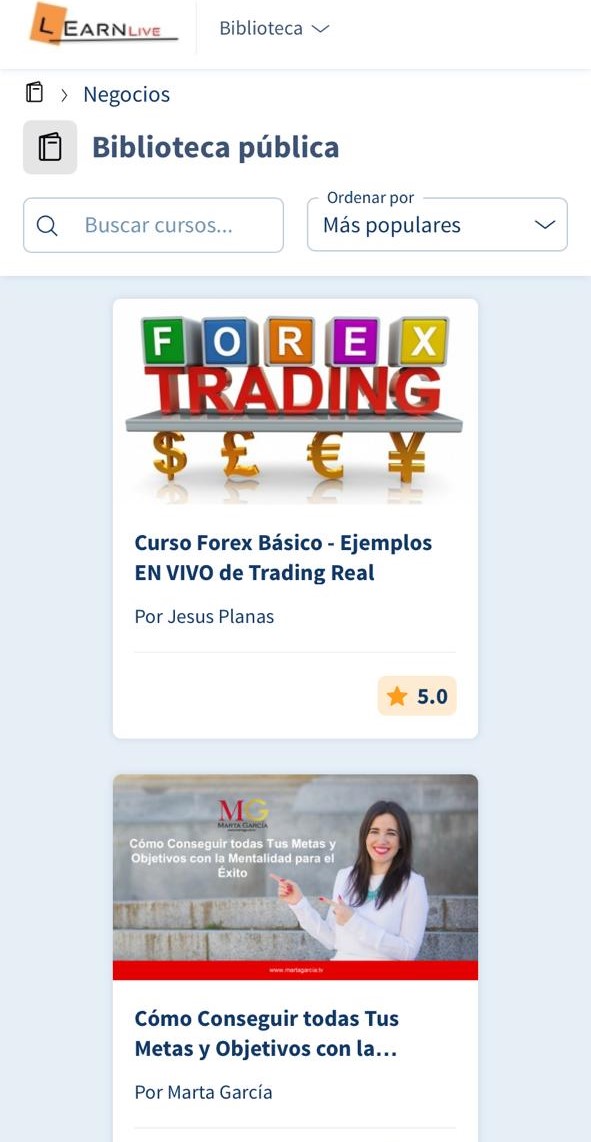 LEARNLIVE
Biblioteca
Negocios
Biblioteca pública
Ordenar por
Buscar cursos...
Más populares
FOREX
TRADING
$ £ € ¥
Curso Forex Básico - Ejemplos
EN VIVO de Trading Real
Por Jesus Planas
5.0
MG
MARTA GARCÍA
Cómo Conseguir todas Tus Metas y
Objetivos con la Mentalidad para el
Éxito
www.martagarcia.tv
Cómo Conseguir todas Tus
Metas y Objetivos con la...
Por Marta García